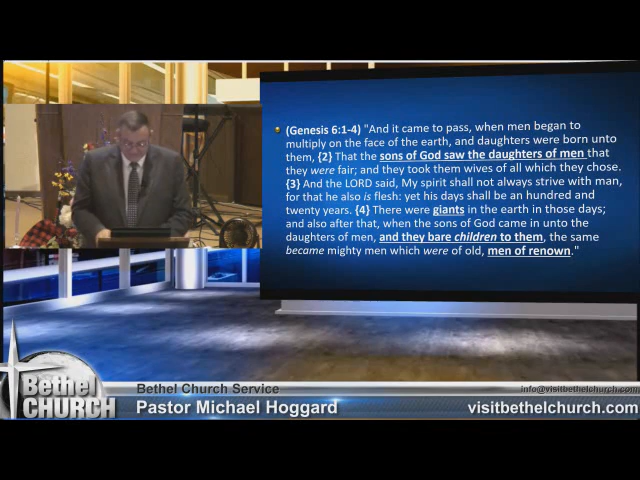 (Genesis 6:1-4) "And it came to pass, when men began to
multiply on the face of the earth, and daughters were born unto
them, {2} That the sons of God saw the daughters of men that
they were fair; and they took them wives of all which they chose.
{3} And the LORD said, My spirit shall not always strive with man,
for that he also is flesh: yet his days shall be an hundred and
twenty years. {4} There were giants in the earth in those days;
and also after that, when the sons of God came in unto the
daughters of men, and they bare children to them, the same
became mighty men which were of old, men of renown."
Bethel
CHURCH
Bethel Church Service
info@visitbethelchurch.com
Pastor Michael Hoggard
visitbethelchurch.com